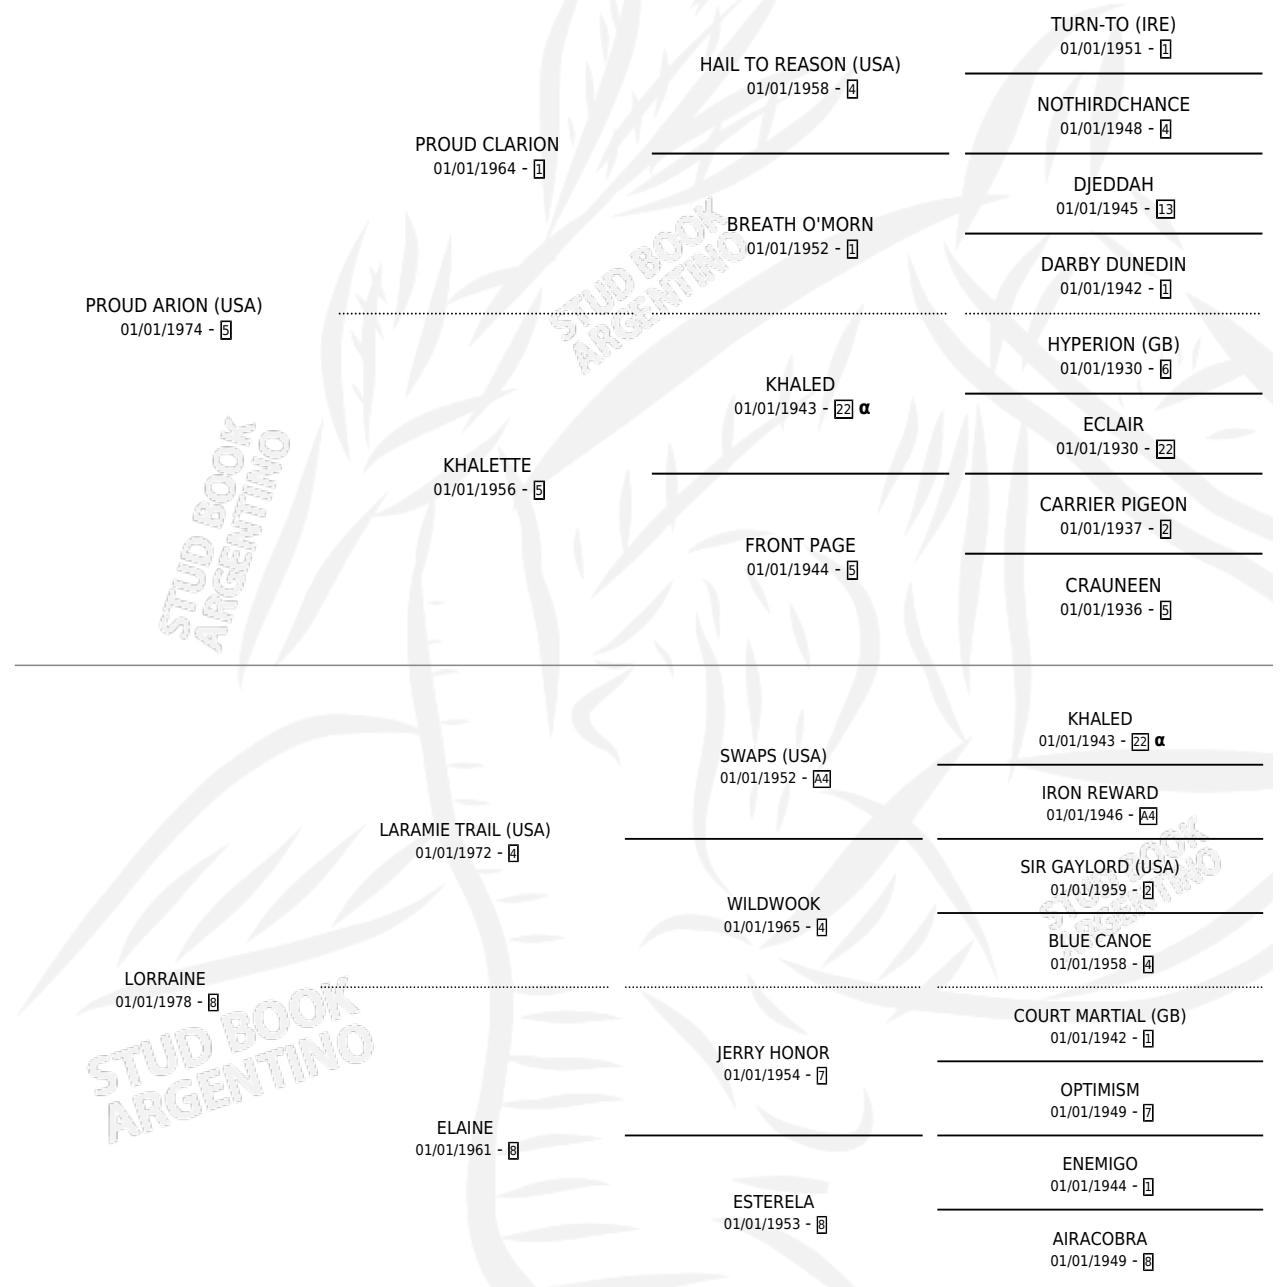 TURN-TO (IRE)
01/01/1951 - 1
HAIL TO REASON (USA)
01/01/1958 - 4
NOTHIRDCHANCE
01/01/1948 - 4
PROUD CLARION
01/01/1964 - 1
DJEDDAH
01/01/1945 - 13
BREATH O'MORN
01/01/1952 - 1
DARBY DUNEDIN
01/01/1942 - 1
PROUD ARION (USA)
01/01/1974 - 5
STUD BOOK
ARGENTINO
HYPERION (GB)
01/01/1930 - 6
KHALED
01/01/1943 - 22 α
ECLAIR
01/01/1930 - 22
KHALETTE
01/01/1956 - 5
CARRIER PIGEON
01/01/1937 - 2
FRONT PAGE
01/01/1944 - 5
CRAUNEEN
01/01/1936 - 5
STUD BOOK
ARGENTINO
KHALED
01/01/1943 - 22 α
SWAPS (USA)
01/01/1952 - A4
IRON REWARD
01/01/1946 - A4
LARAMIE TRAIL (USA)
01/01/1972 - 4
SIR GAYLORD (USA)
01/01/1959 - 2
STUD BOOK
ARGENTINO
WILDWOOK
01/01/1965 - 4
BLUE CANOE
01/01/1958 - 4
LORRAINE
01/01/1978 - 8
STUD BOOK
ARGENTINO
COURT MARTIAL (GB)
01/01/1942 - 1
JERRY HONOR
01/01/1954 - 7
OPTIMISM
01/01/1949 - 7
ELAINE
01/01/1961 - 8
ENEMIGO
01/01/1944 - 1
ESTERELA
01/01/1953 - 8
AIRACOBRA
01/01/1949 - 8